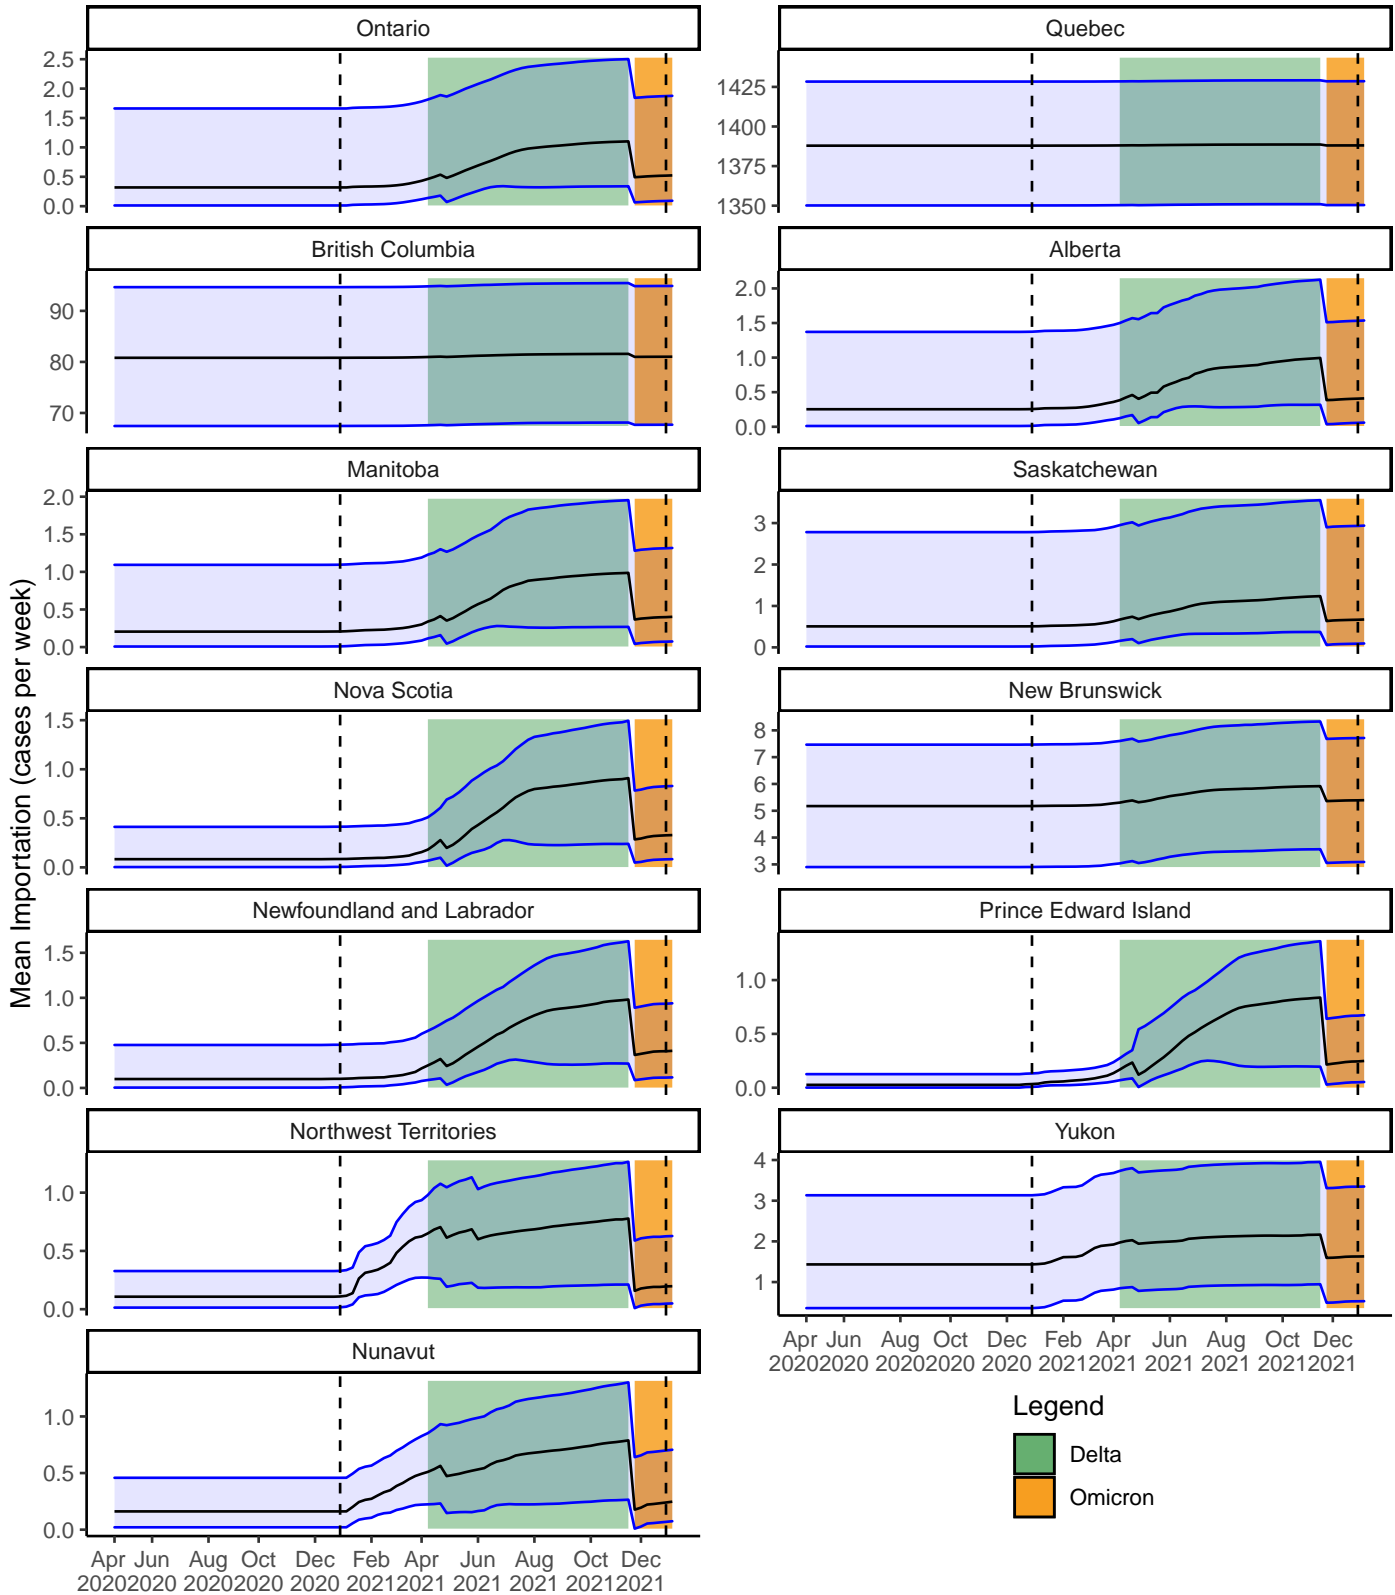 Mean Importation (cases per week)
Ontario
2.5
2.0
1.5
1.0
0.5
0.0
Quebec
1425
1400
1375
1350
British Columbia
90
80
70
Alberta
2.0
1.5
1.0
0.5
0.0
Manitoba
2.0
1.5
1.0
0.5
0.0
Saskatchewan
3
2
1
0
Nova Scotia
1.5
1.0
0.5
0.0
New Brunswick
8
7
6
5
4
3
Newfoundland and Labrador
1.5
1.0
0.5
0.0
Prince Edward Island
1.0
0.5
0.0
Northwest Territories
1.0
0.5
0.0
Yukon
4
3
2
1
Apr Jun Aug Oct Dec Feb Apr Jun Aug Oct Dec
2020 2020 2020 2020 2020 2021 2021 2021 2021 2021 2021
Nunavut
1.0
0.5
0.0
Apr Jun Aug Oct Dec Feb Apr Jun Aug Oct Dec
2020 2020 2020 2020 2020 2021 2021 2021 2021 2021 2021
Legend
Delta
Omicron